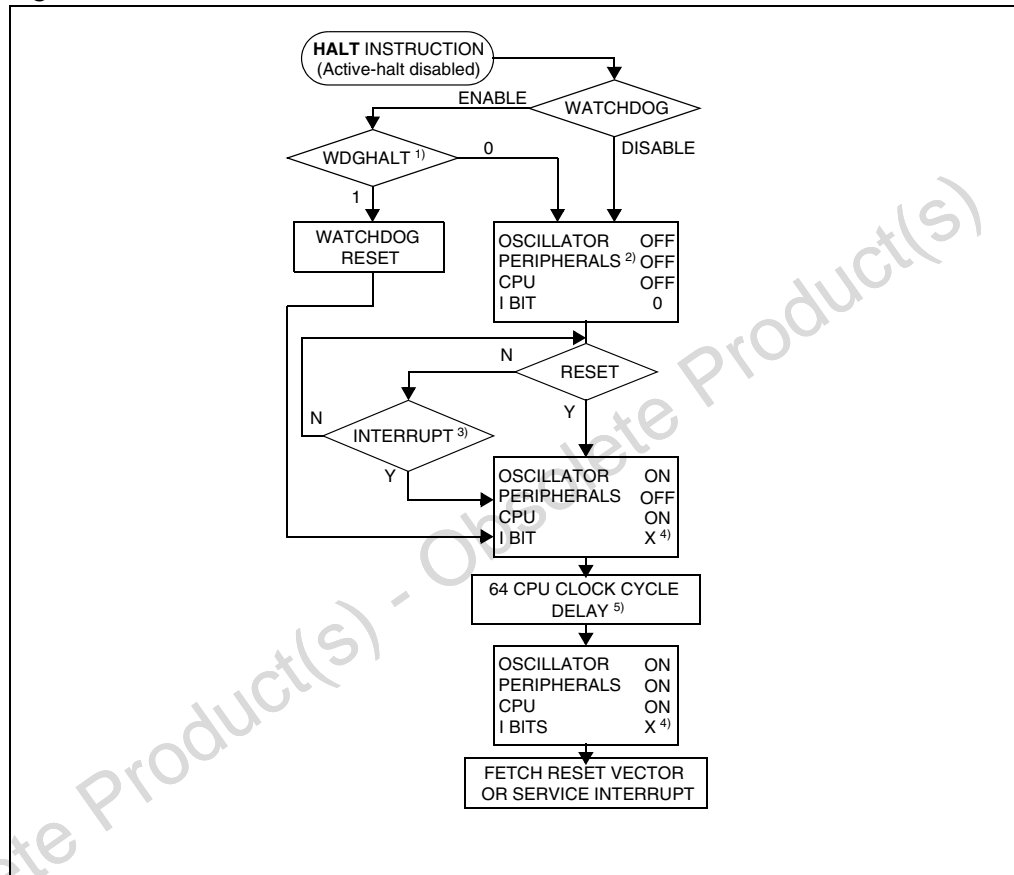 HALT INSTRUCTION
(Active-halt disabled)
WATCHDOG
ENABLE
DISABLE
WDGHALT 1)
0
1
WATCHDOG
RESET
OSCILLATOR OFF
PERIPHERALS 2) OFF
CPU OFF
I BIT 0
RESET
N
Y
INTERRUPT 3)
N
Y
OSCILLATOR ON
PERIPHERALS OFF
CPU ON
I BIT X 4)
64 CPU CLOCK CYCLE
DELAY 5)
OSCILLATOR ON
PERIPHERALS ON
CPU ON
I BITS X 4)
FETCH RESET VECTOR
OR SERVICE INTERRUPT
ete Product(s) - Obsolete Product(s)